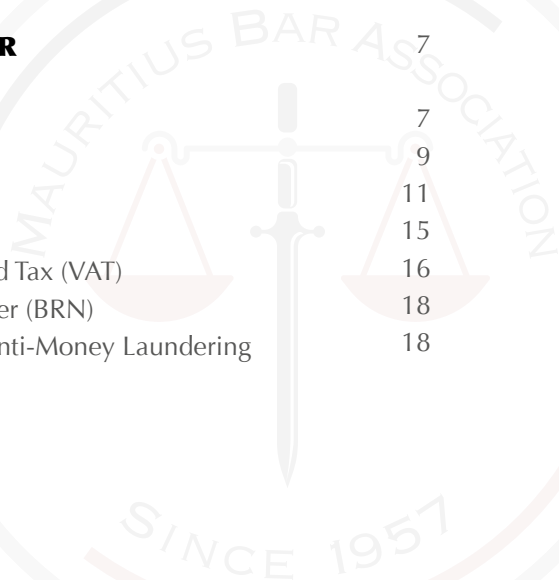 R 7
7
9
11
15
d Tax (VAT) 16
er (BRN) 18
nti-Money Laundering 18
MAURITIUS BAR ASSOCIATION
SINCE 1957